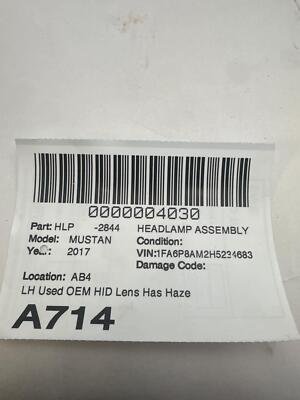 0000004030
Part: HLP -2844 HEADLAMP ASSEMBLY
Model: MUSTAN Condition:
Year: 2017 VIN:1FA6P8AM2H5234683
Damage Code:
Location: AB4
LH Used OEM HID Lens Has Haze
A714